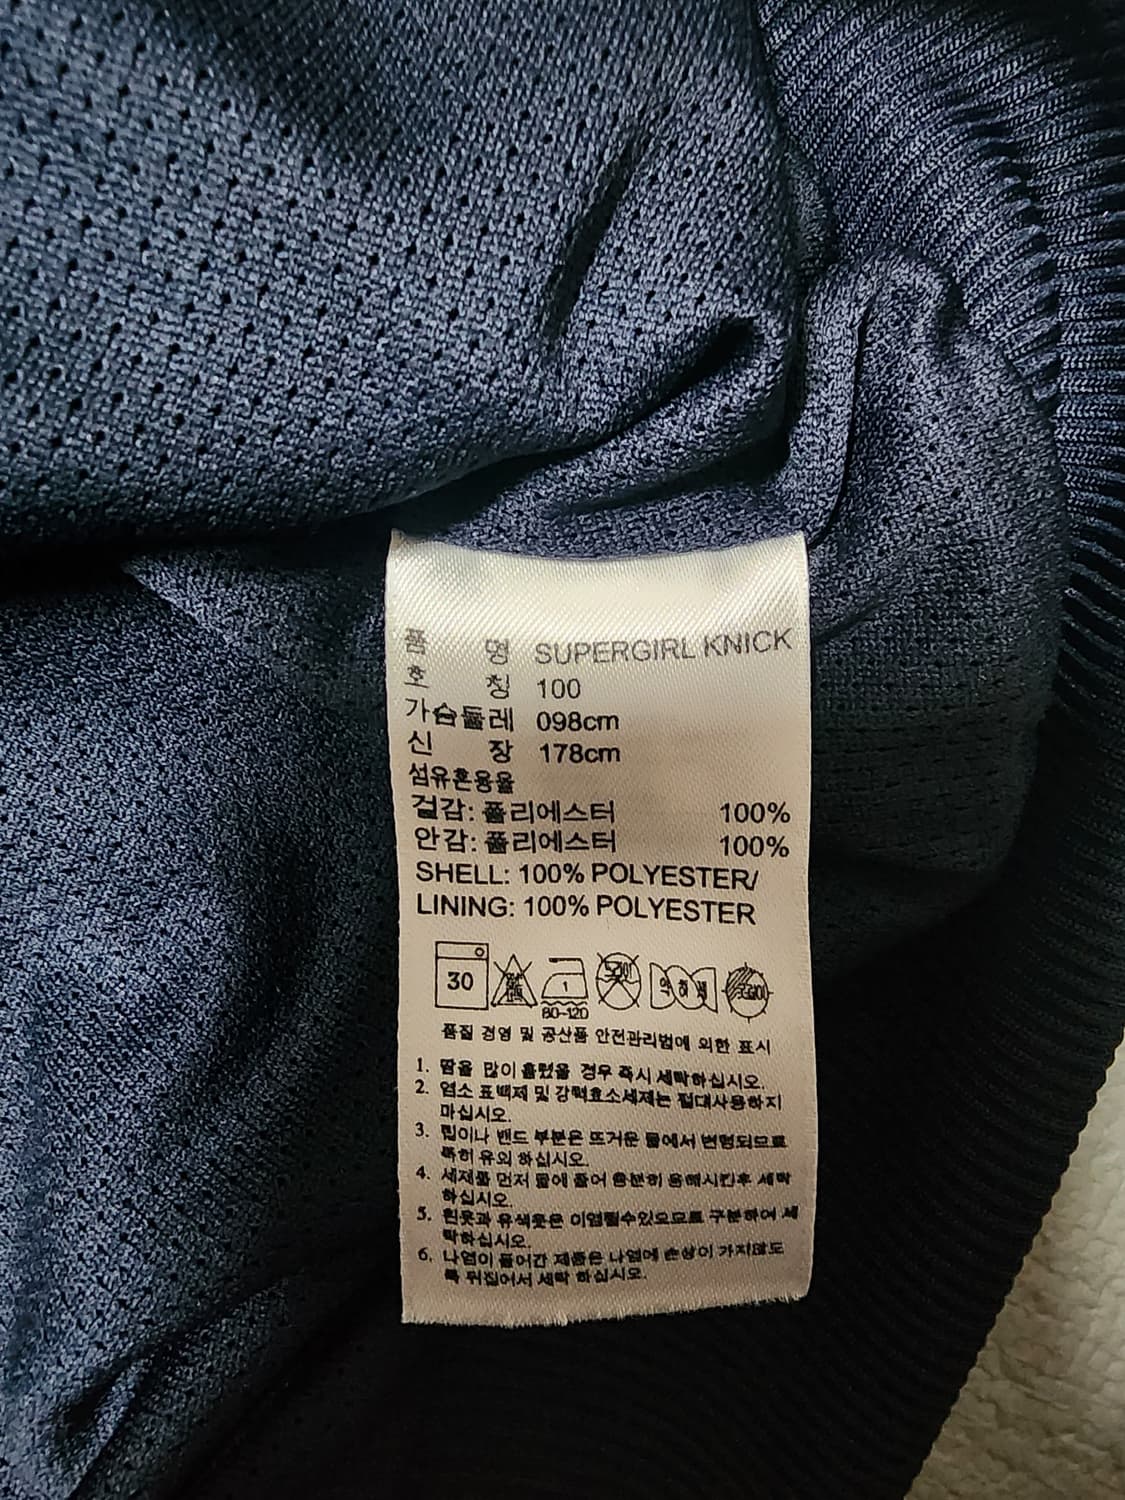 품 명 SUPERGIRL KNICK
호 칭 100
가슴둘레 098cm
신 장 178cm
섬유혼용율
겉감: 폴리에스터 100%
안감: 폴리에스터 100%
SHELL: 100% POLYESTER/
LINING: 100% POLYESTER
30
1
80~120
약하게
품질 경영 및 공산품 안전관리법에 의한 표시
1. 땀을 많이 흘렸을 경우 즉시 세탁하십시오.
2. 염소 표백제 및 강력효소세제는 절대사용하지
마십시오.
3. 립이나 밴드 부분은 뜨거운 물에서 변형되므로
특히 유의 하십시오.
4. 세제를 먼저 물에 풀어 충분히 용해시킨후 세탁
하십시오.
5. 흰옷과 유색옷은 이염될수있으므로 구분하여 세
탁하십시오.
6. 나염이 들어간 제품은 나염에 손상이 가지않도
록 뒤집어서 세탁 하십시오.